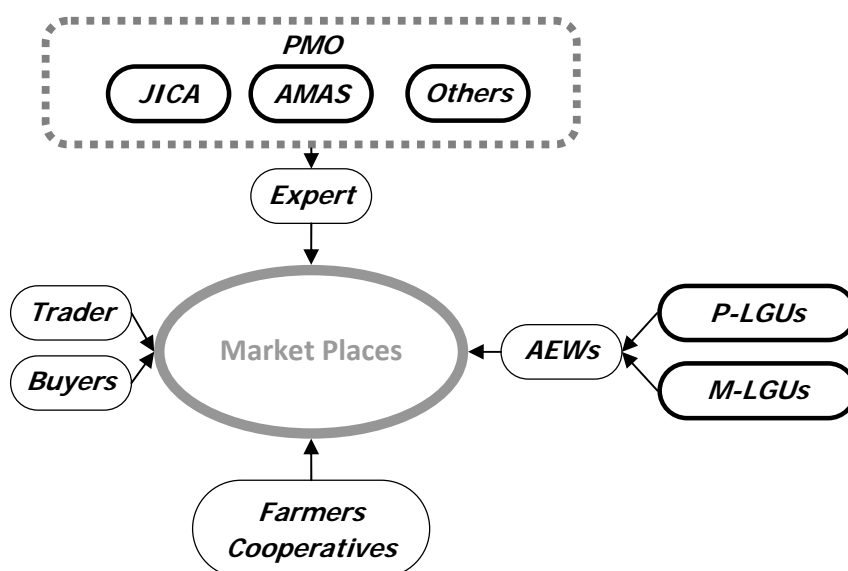 PMO
JICA
AMAS
Others
Expert
Trader
Buyers
Market Places
AEWs
P-LGUs
M-LGUs
Farmers
Cooperatives